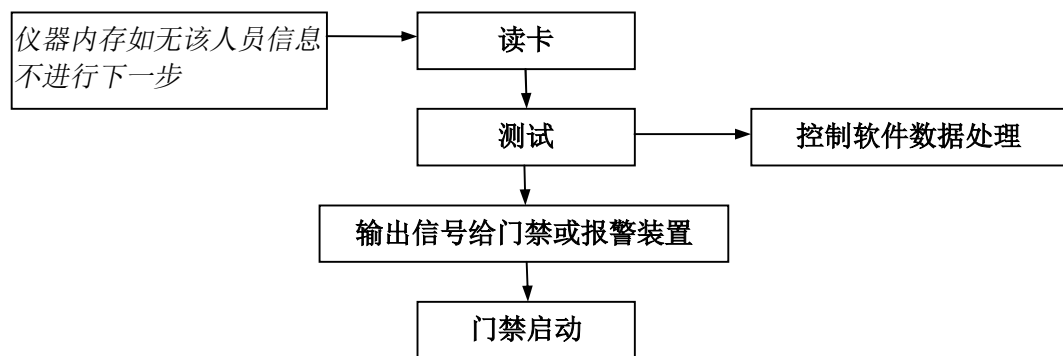 仪器内存如无该人员信息
不进行下一步
读卡
测试
控制软件数据处理
输出信号给门禁或报警装置
门禁启动